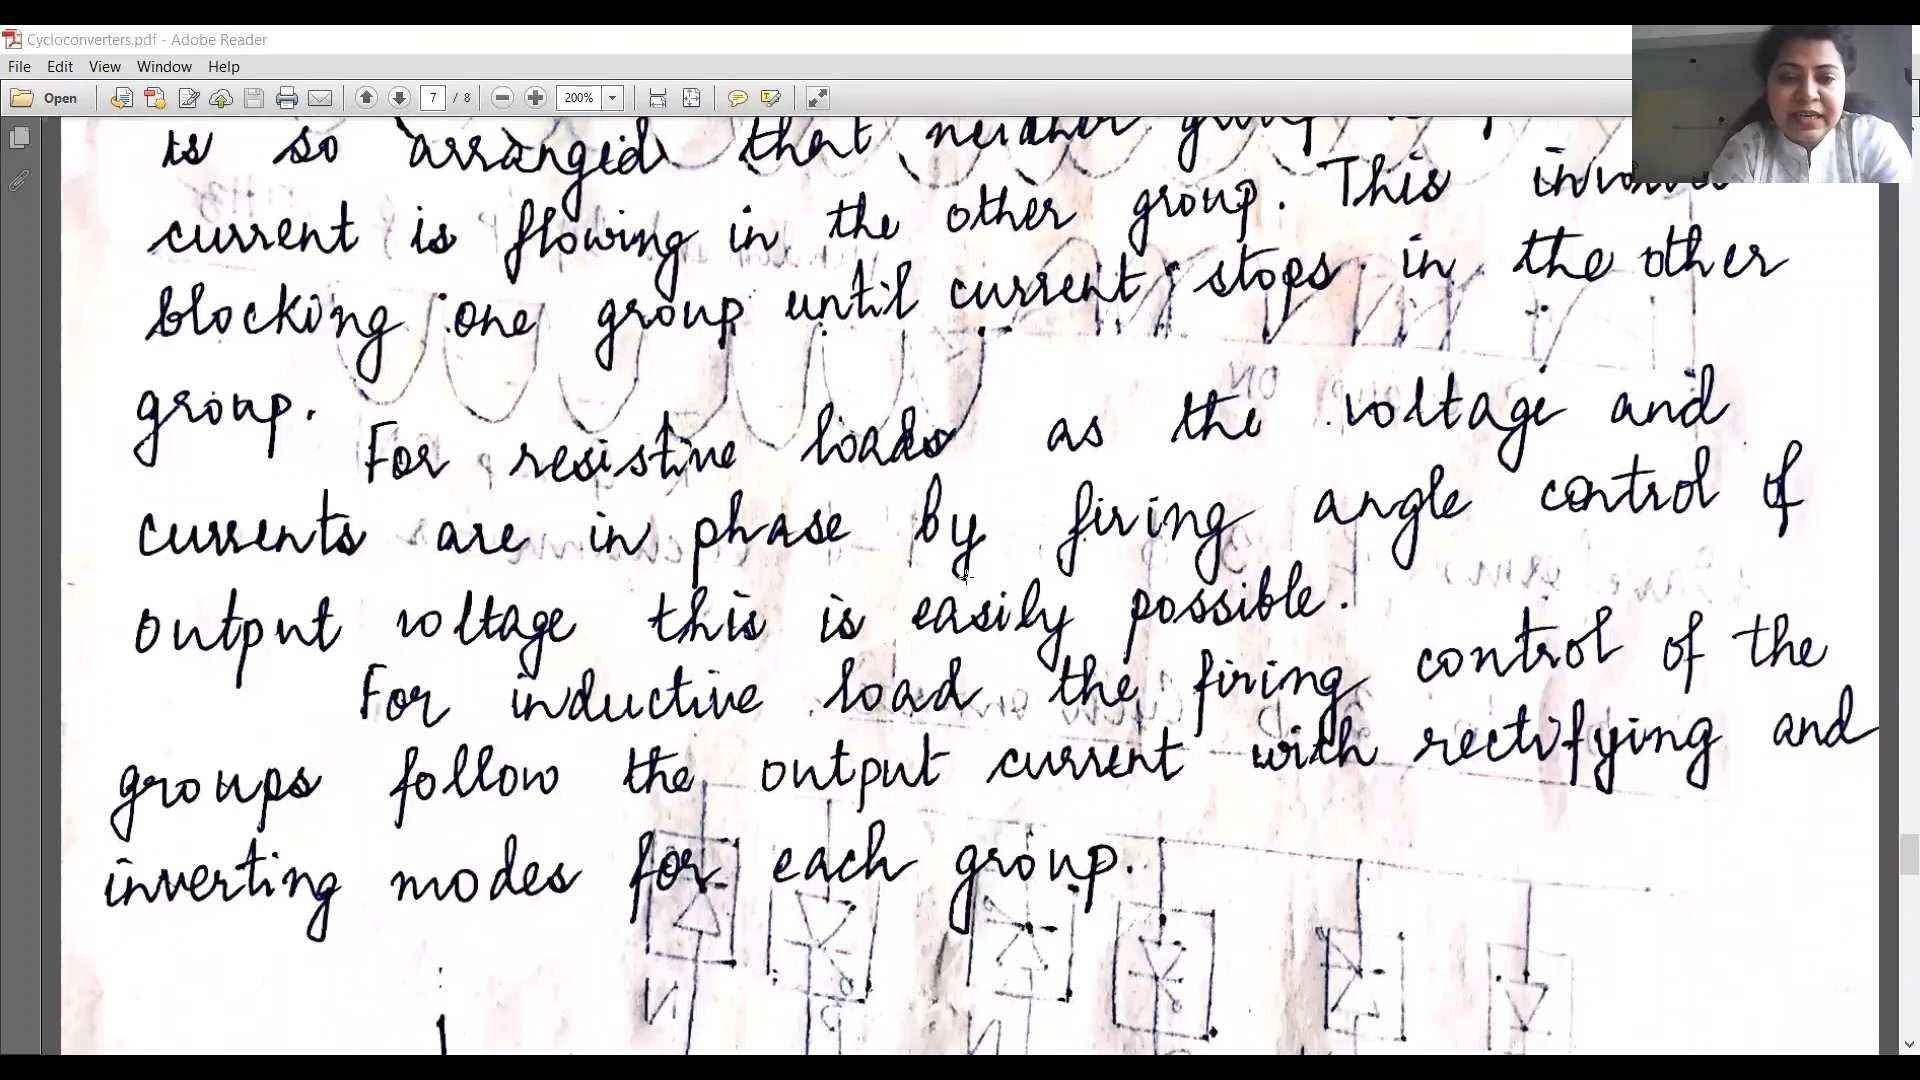 Cycloconverters.pdf - Adobe Reader
File Edit View Window Help
Open 7 / 8 200%
is so arranged that neither group
current is flowing in the other group. This
blocking one group until current stops in the other
group.
For resistive loads as the voltage and
currents are in phase by firing angle control of
output voltage this is easily possible.
For inductive load the firing control of the
groups follow the output current with rectifying and
inverting modes for each group.